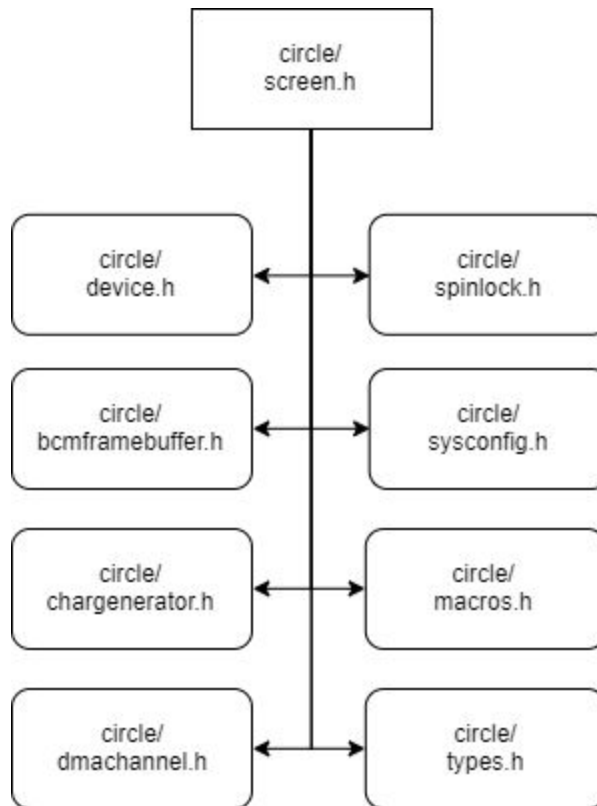 circle/
screen.h
circle/
device.h
circle/
spinlock.h
circle/
bcmframebuffer.h
circle/
sysconfig.h
circle/
chargenerator.h
circle/
macros.h
circle/
dmachannel.h
circle/
types.h